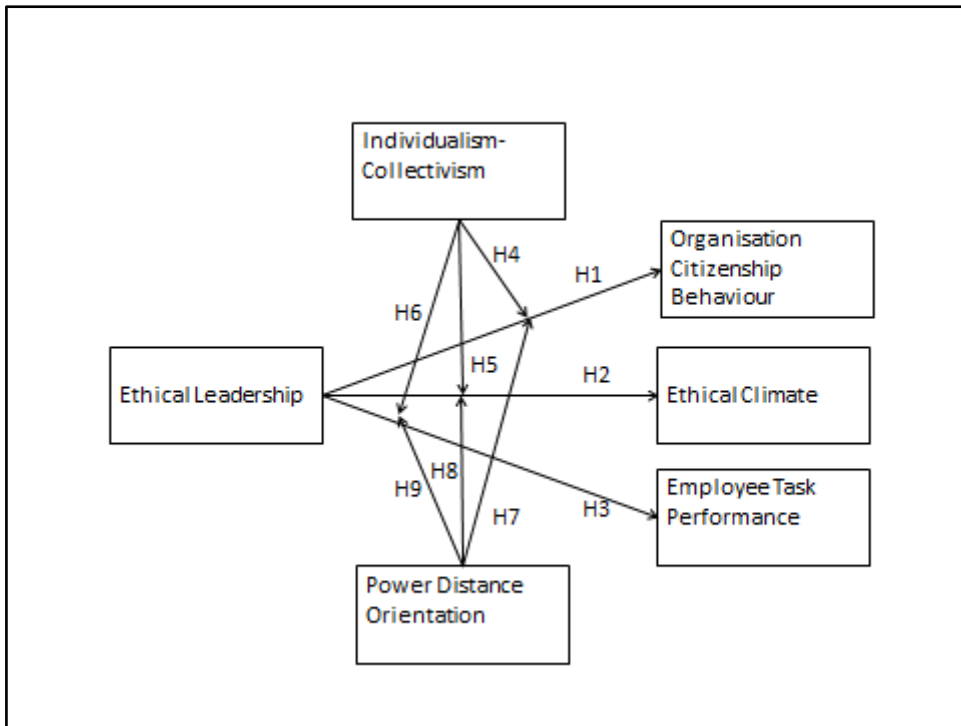 Individualism-
Collectivism
Organisation
Citizenship
Behaviour
H4
H1
H6
H5
H2
Ethical Leadership
Ethical Climate
H8
H9
H7
H3
Employee Task
Performance
Power Distance
Orientation